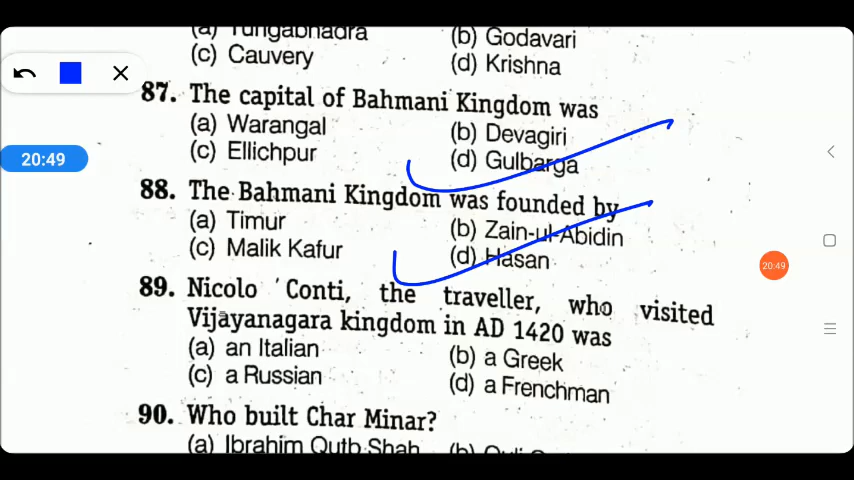 (a) Tungabhadra (b) Godavari
(c) Cauvery (d) Krishna
87. The capital of Bahmani Kingdom was
(a) Warangal (b) Devagiri
(c) Ellichpur (d) Gulbarga
20:49
88. The Bahmani Kingdom was founded by
(a) Timur (b) Zain-ul-Abidin
(c) Malik Kafur (d) Hasan
20:49
89. Nicolo 'Conti, the traveller, who visited
Vijayanagara kingdom in AD 1420 was
(a) an Italian (b) a Greek
(c) a Russian (d) a Frenchman
90. Who built Char Minar?
(a) Ibrahim Qutb Shah (b) Quli